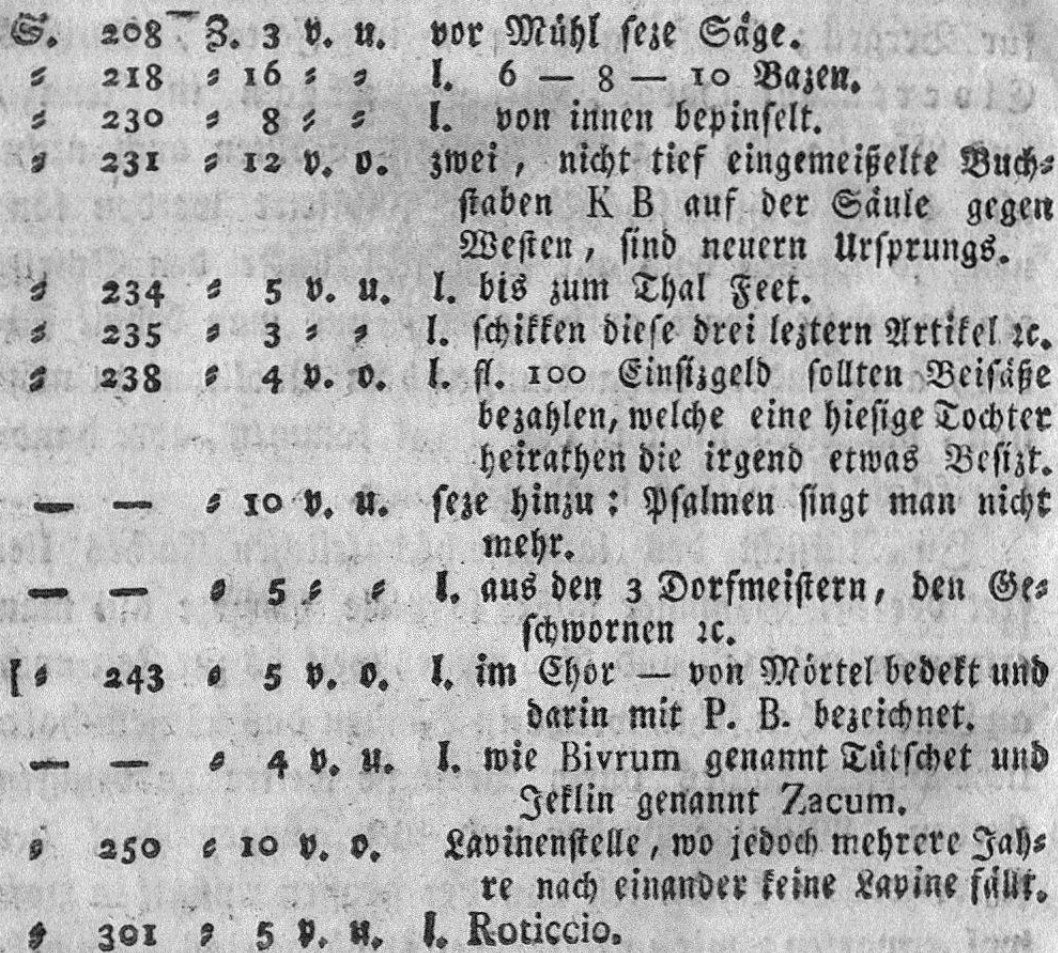 S. 208 Z. 3 v. u. vor Mühl seze Säge.
⸗ 218 ⸗ 16 ⸗ ⸗ l. 6 — 8 — 10 Bazen.
⸗ 230 ⸗ 8 ⸗ ⸗ l. von innen bepinselt.
⸗ 231 ⸗ 12 v. o. zwei, nicht tief eingemeißelte Buch⸗
staben K B auf der Säule gegen
Westen, sind neuern Ursprungs.
⸗ 234 ⸗ 5 v. u. l. bis zum Thal Feet.
⸗ 235 ⸗ 3 ⸗ ⸗ l. schikken diese drei leztern Artikel ꝛc.
⸗ 238 ⸗ 4 v. o. l. fl. 100 Einsizgeld sollten Beisäße
bezahlen, welche eine hiesige Tochter
heirathen die irgend etwas Besizt.
— — ⸗ 10 v. u. seze hinzu: Psalmen singt man nicht
mehr.
— — ⸗ 5 ⸗ ⸗ l. aus den 3 Dorfmeistern, den Ge⸗
schwornen ꝛc.
[⸗ 243 ⸗ 5 v. o. l. im Chor — von Mörtel bedekt und
darin mit P. B. bezeichnet.
— — ⸗ 4 v. u. l. wie Bivrum genannt Tütschet und
Jeklin genannt Zacum.
⸗ 250 ⸗ 10 v. o. Lavinenstelle, wo jedoch mehrere Jah⸗
re nach einander keine Lavine fällt.
⸗ 301 ⸗ 5 v. u. l. Roticcio.